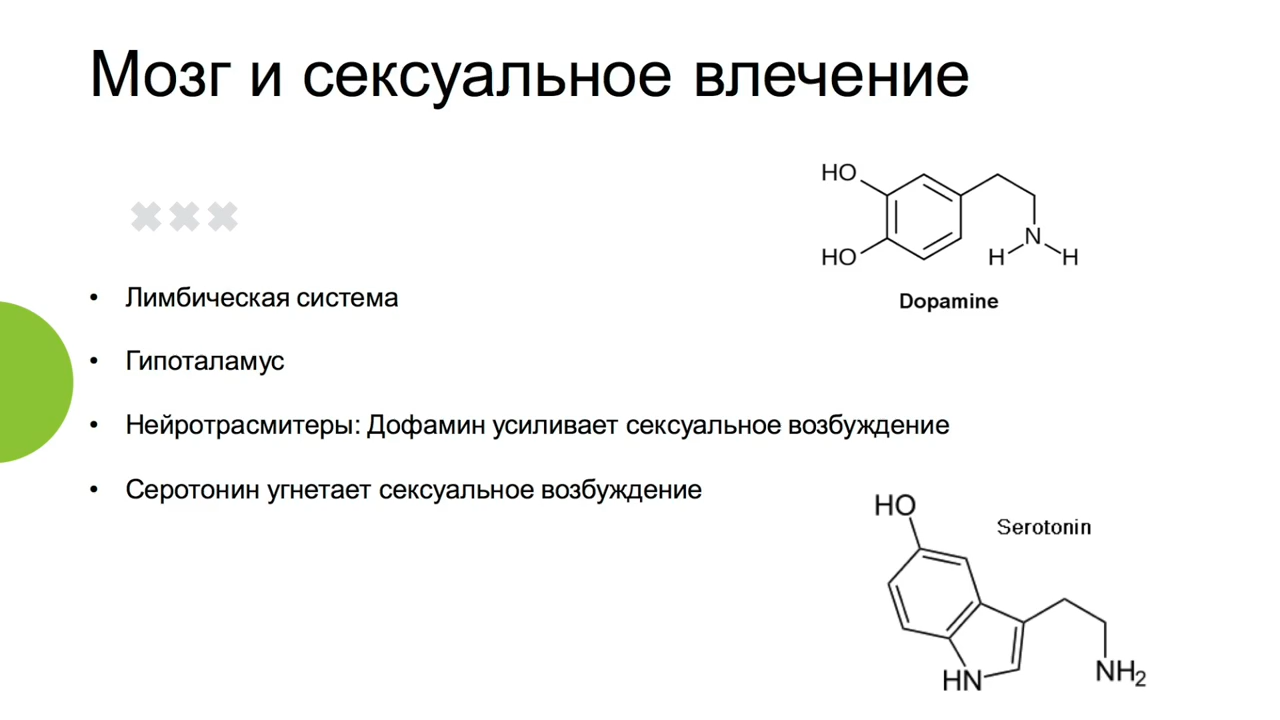 Мозг и сексуальное влечение
HO
HO
N
H
H
Dopamine
• Лимбическая система
• Гипоталамус
• Нейротрасмитеры: Дофамин усиливает сексуальное возбуждение
• Серотонин угнетает сексуальное возбуждение
HO
Serotonin
HN
NH2